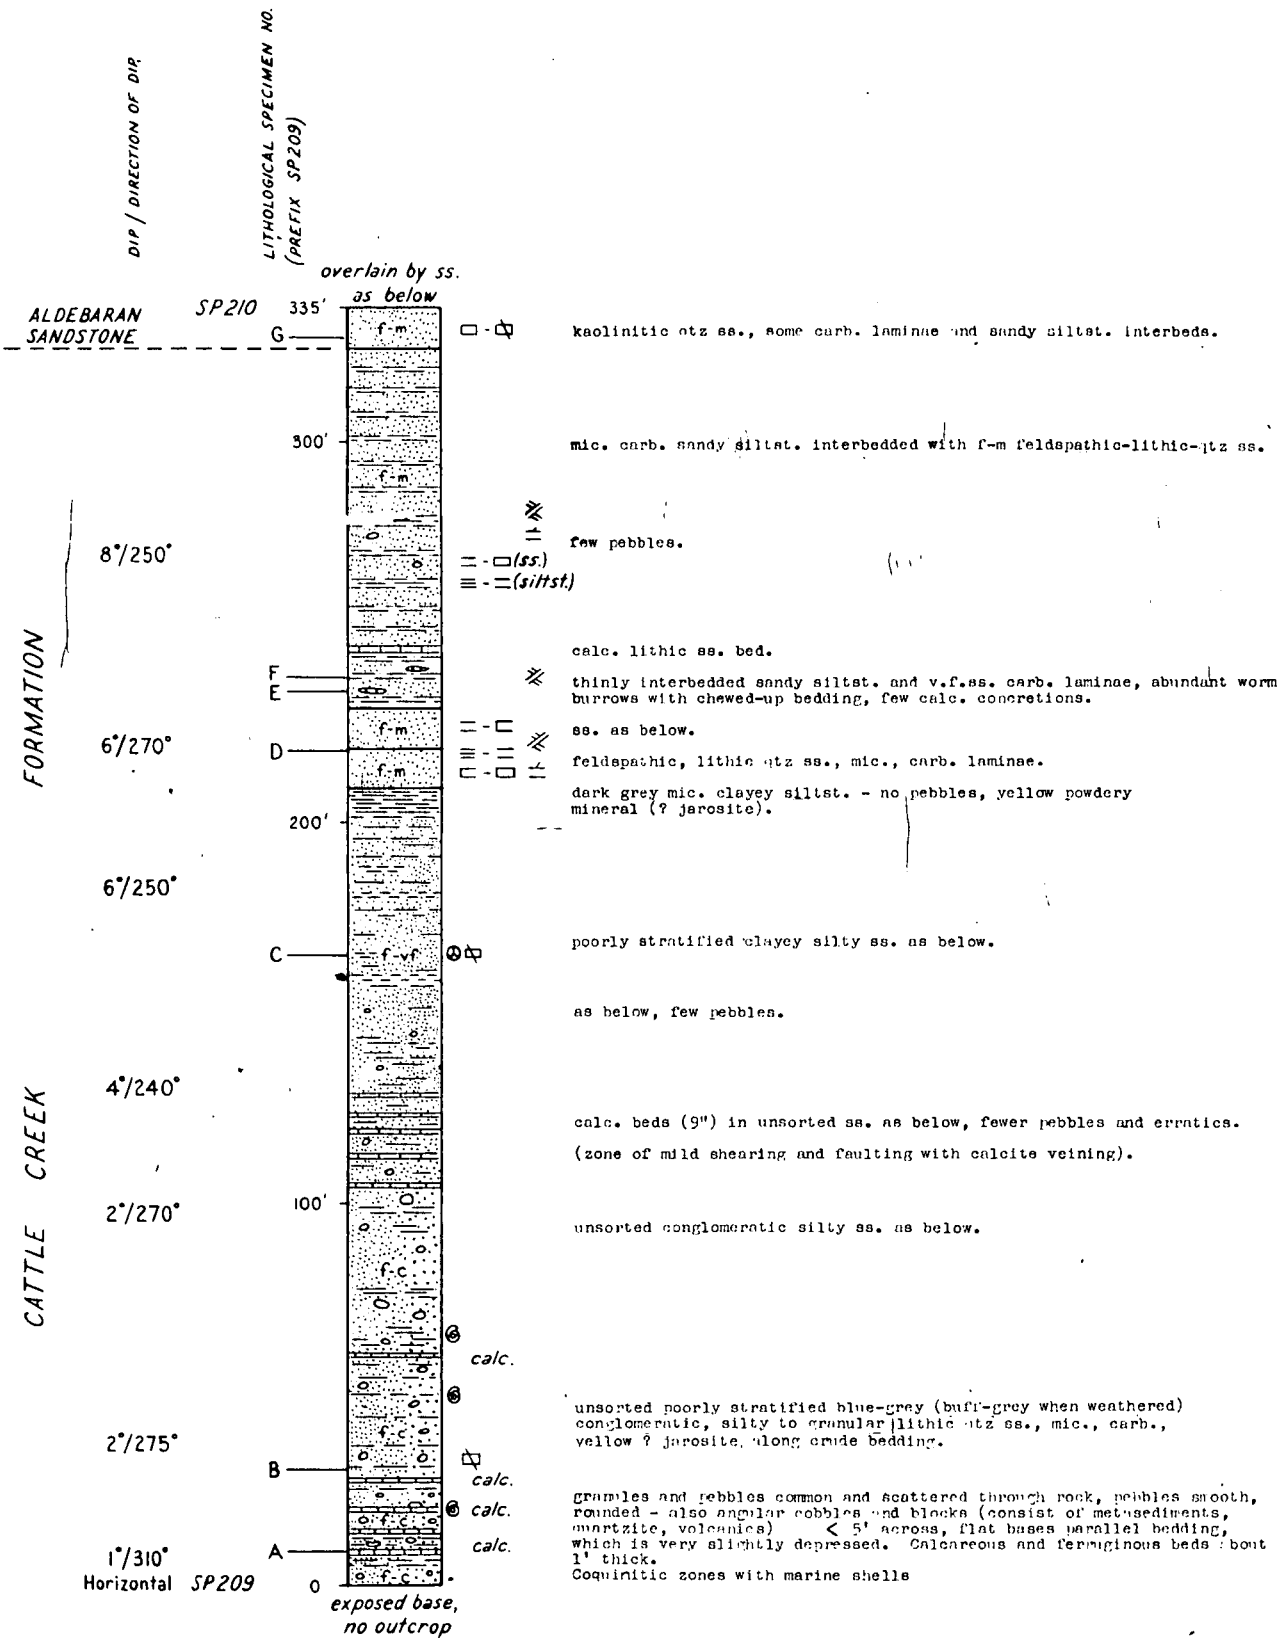 DIP / DIRECTION OF DIP.
LITHOLOGICAL SPECIMEN NO.
(PREFIX SP209)
overlain by ss.
as below
ALDEBARAN
SANDSTONE
SP210
335'
G
f-m
kaolinitic qtz ss., some carb. laminae and sandy siltst. interbeds.
300'
mic. carb. sandy siltst. interbedded with f-m feldspathic-lithic-qtz ss.
f-m
few pebbles.
8°/250°
(ss.)
(siltst.)
FORMATION
calc. lithic ss. bed.
F
thinly interbedded sandy siltst. and v.f.ss. carb. laminae, abundant worm
E
burrows with chewed-up bedding, few calc. concretions.
f-m
ss. as below.
6°/270°
D
feldspathic, lithic qtz ss., mic., carb. laminae.
f-m
dark grey mic. clayey siltst. - no pebbles, yellow powdery
mineral (? jarosite).
200'
6°/250°
C
f-vf
poorly stratified clayey silty ss. as below.
as below, few pebbles.
4°/240°
CATTLE CREEK
calc. beds (9") in unsorted ss. as below, fewer pebbles and erratics.
(zone of mild shearing and faulting with calcite veining).
100'
2°/270°
unsorted conglomeratic silty ss. as below.
f-c
calc.
unsorted poorly stratified blue-grey (buff-grey when weathered)
conglomeratic, silty to granular lithic qtz ss., mic., carb.,
yellow ? jarosite, along crude bedding.
f-c
2°/275°
B
calc.
granules and pebbles common and scattered through rock, pebbles smooth,
rounded - also angular cobbles and blocks (consist of metasediments,
quartzite, volcanics) < 5' across, flat bases parallel bedding,
which is very slightly depressed. Calcareous and ferruginous beds about
1' thick.
Coquinitic zones with marine shells
calc.
f-c
calc.
A
1°/310°
Horizontal
SP209
0
f-c
exposed base,
no outcrop